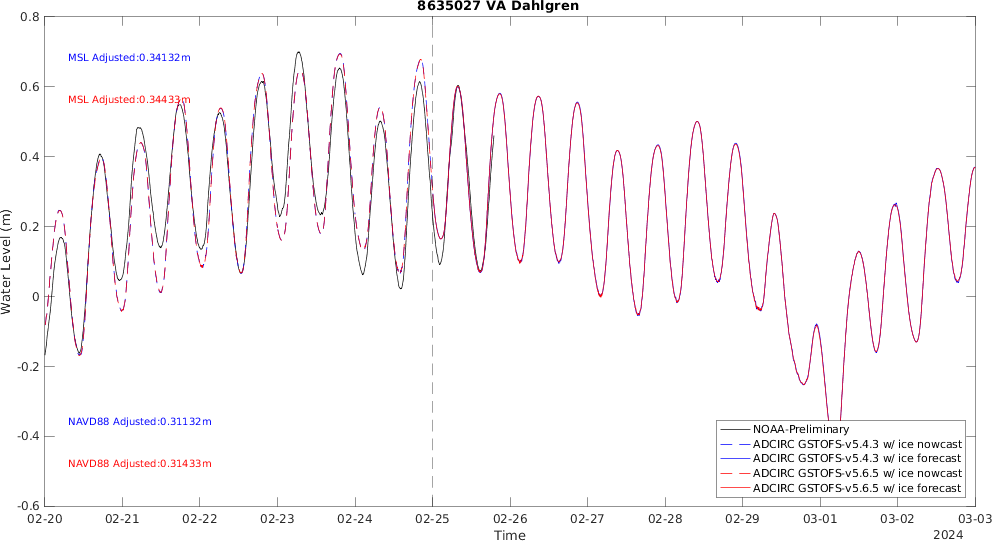 8635027 VA Dahlgren
0.8
0.6
0.4
0.2
0
-0.2
-0.4
-0.6
Water Level (m)
MSL Adjusted:0.34132m
MSL Adjusted:0.34433m
NAVD88 Adjusted:0.31132m
NAVD88 Adjusted:0.31433m
NOAA-Preliminary
ADCIRC GSTOFS-v5.4.3 w/ ice nowcast
ADCIRC GSTOFS-v5.4.3 w/ ice forecast
ADCIRC GSTOFS-v5.6.5 w/ ice nowcast
ADCIRC GSTOFS-v5.6.5 w/ ice forecast
02-20 02-21 02-22 02-23 02-24 02-25 02-26 02-27 02-28 02-29 03-01 03-02 03-03
Time
2024